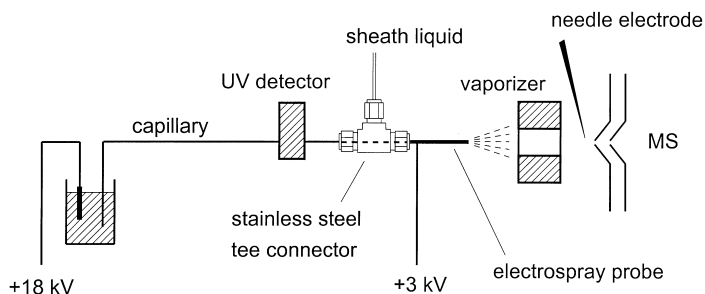 needle electrode
sheath liquid
UV detector
vaporizer
capillary
MS
stainless steel
tee connector
electrospray probe
+18 kV
+3 kV